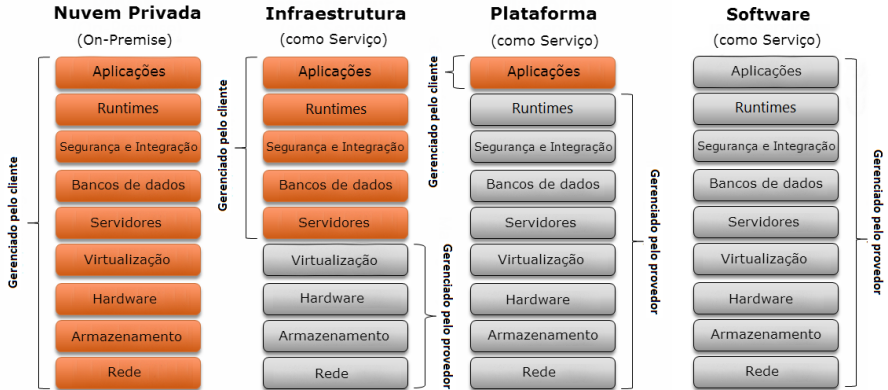 Nuvem Privada
(On-Premise)
Gerenciado pelo cliente
Aplicações
Runtimes
Segurança e Integração
Bancos de dados
Servidores
Virtualização
Hardware
Armazenamento
Rede
Infraestrutura
(como Serviço)
Gerenciado pelo cliente
Aplicações
Runtimes
Segurança e Integração
Bancos de dados
Servidores
Virtualização
Hardware
Armazenamento
Rede
Gerenciado pelo provedor
Plataforma
(como Serviço)
Gerenciado pelo cliente
Aplicações
Runtimes
Segurança e Integração
Bancos de dados
Servidores
Virtualização
Hardware
Armazenamento
Rede
Gerenciado pelo provedor
Software
(como Serviço)
Aplicações
Runtimes
Segurança e Integração
Bancos de dados
Servidores
Virtualização
Hardware
Armazenamento
Rede
Gerenciado pelo provedor